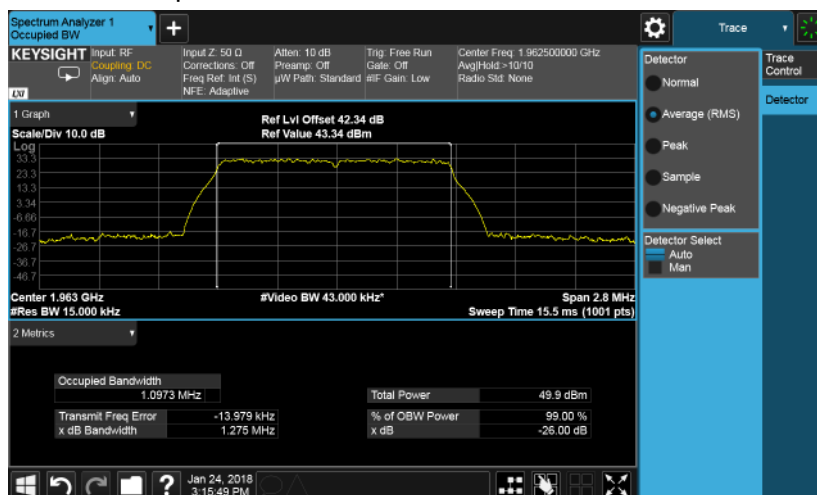 Spectrum Analyzer 1
Occupied BW
Trace
KEYSIGHT
LXI
Input: RF
Coupling: DC
Align: Auto
Input Z: 50 Ω
Corrections: Off
Freq Ref: Int (S)
NFE: Adaptive
Atten: 10 dB
Preamp: Off
µW Path: Standard
Trig: Free Run
Gate: Off
#IF Gain: Low
Center Freq: 1.962500000 GHz
Avg|Hold:>10/10
Radio Std: None
1 Graph
Scale/Div 10.0 dB
Ref Lvl Offset 42.34 dB
Ref Value 43.34 dBm
Log
33.3
23.3
13.3
3.34
-6.66
-16.7
-26.7
-36.7
-46.7
Center 1.963 GHz
#Res BW 15.000 kHz
#Video BW 43.000 kHz*
Span 2.8 MHz
Sweep Time 15.5 ms (1001 pts)
2 Metrics
Occupied Bandwidth
1.0973 MHz
Transmit Freq Error -13.979 kHz
x dB Bandwidth 1.275 MHz
Total Power 49.9 dBm
% of OBW Power 99.00 %
x dB -26.00 dB
Detector
Normal
Average (RMS)
Peak
Sample
Negative Peak
Detector Select
Auto
Man
Trace
Control
Detector
?
Jan 24, 2018
3:15:49 PM